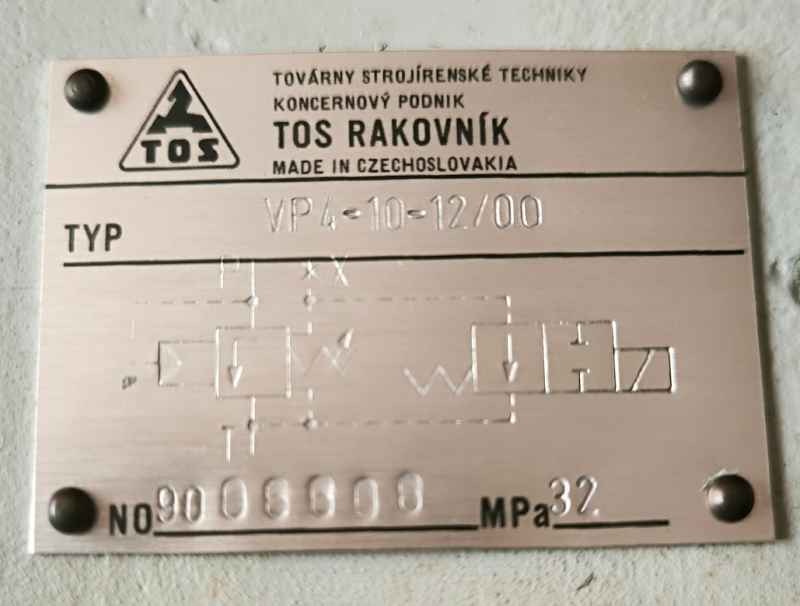 TOS
TOVÁRNY STROJÍRENSKÉ TECHNIKY
KONCERNOVÝ PODNIK
TOS RAKOVNÍK
MADE IN CZECHOSLOVAKIA
TYP VP4-10-12/00
P X
T
NO MPa 32